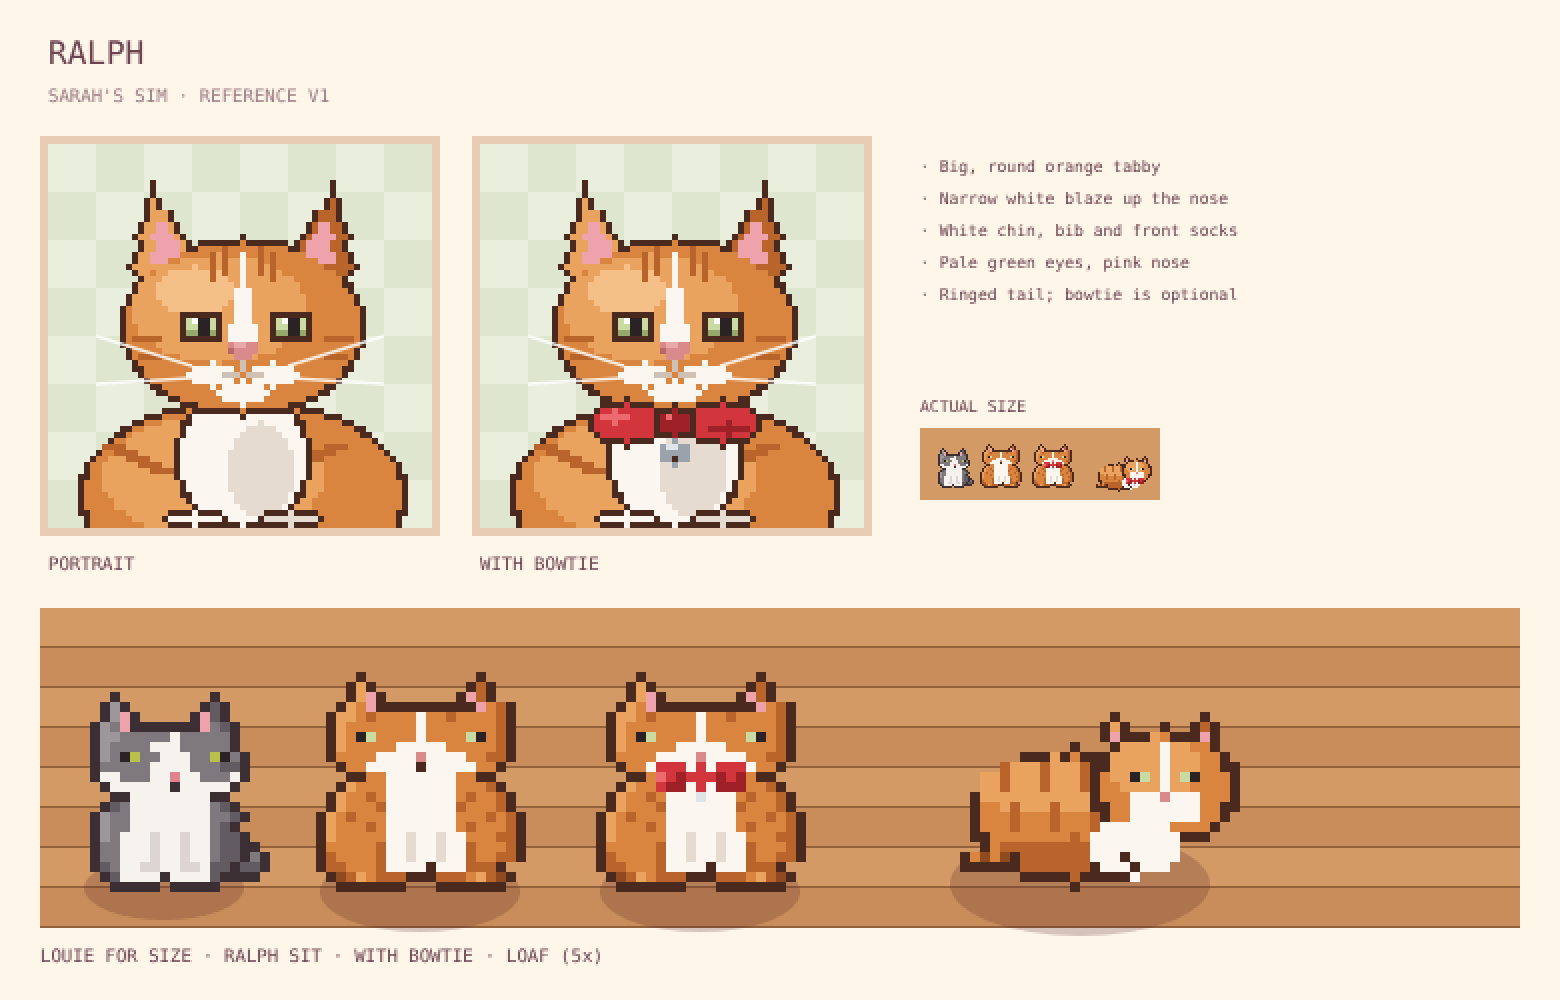 RALPH
SARAH'S SIM · REFERENCE V1
· Big, round orange tabby
· Narrow white blaze up the nose
· White chin, bib and front socks
· Pale green eyes, pink nose
· Ringed tail; bowtie is optional
ACTUAL SIZE
PORTRAIT
WITH BOWTIE
LOUIE FOR SIZE · RALPH SIT · WITH BOWTIE · LOAF (5x)